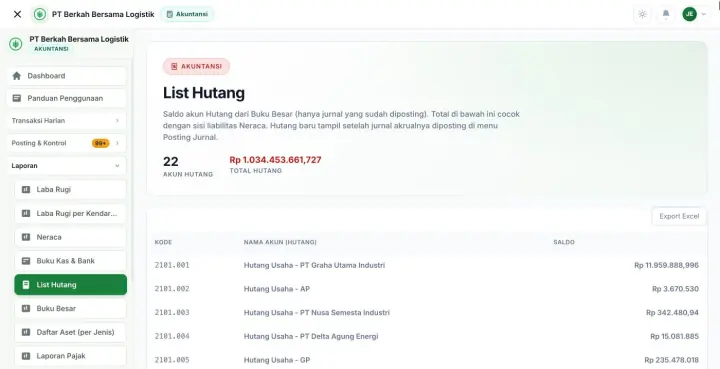 PT Berkah Bersama Logistik
Akuntansi
JE
PT Berkah Bersama Logistik
AKUNTANSI
Dashboard
Panduan Penggunaan
Transaksi Harian
Posting & Kontrol
99+
Laporan
Laba Rugi
Laba Rugi per Kendar...
Neraca
Buku Kas & Bank
List Hutang
Buku Besar
Daftar Aset (per Jenis)
Laporan Pajak
AKUNTANSI
List Hutang
Saldo akun Hutang dari Buku Besar (hanya jurnal yang sudah diposting). Total di bawah ini cocok
dengan sisi liabilitas Neraca. Hutang baru tampil setelah jurnal akrualnya diposting di menu
Posting Jurnal.
22
AKUN HUTANG
Rp 1.034.453.661,727
TOTAL HUTANG
Export Excel
KODE NAMA AKUN (HUTANG) SALDO
2101.001 Hutang Usaha - PT Graha Utama Industri Rp 11.959.888,996
2101.002 Hutang Usaha - AP Rp 3.670.530
2101.003 Hutang Usaha - PT Nusa Semesta Industri Rp 342.480,94
2101.004 Hutang Usaha - PT Delta Agung Energi Rp 15.081.885
2101.005 Hutang Usaha - GP Rp 235.478.018